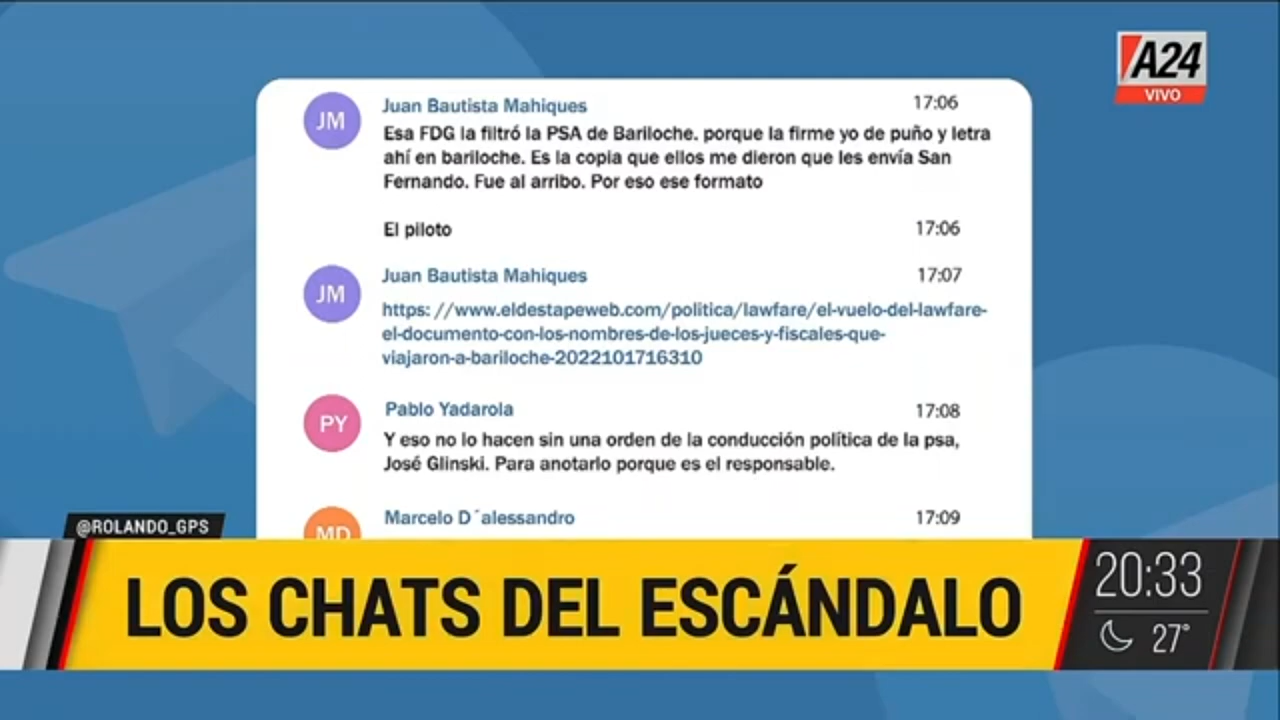 A24
VIVO
JM
Juan Bautista Mahiques 17:06
Esa FDG la filtró la PSA de Bariloche. porque la firme yo de puño y letra
ahí en bariloche. Es la copia que ellos me dieron que les envía San
Fernando. Fue al arribo. Por eso ese formato
El piloto 17:06
JM
Juan Bautista Mahiques 17:07
https: //www.eldestapeweb.com/politica/lawfare/el-vuelo-del-lawfare-
el-documento-con-los-nombres-de-los-jueces-y-fiscales-que-
viajaron-a-bariloche-2022101716310
PY
Pablo Yadarola 17:08
Y eso no lo hacen sin una orden de la conducción política de la psa,
José Glinski. Para anotarlo porque es el responsable.
MD
Marcelo D´alessandro 17:09
@ROLANDO_GPS
LOS CHATS DEL ESCÁNDALO
20:33
27°